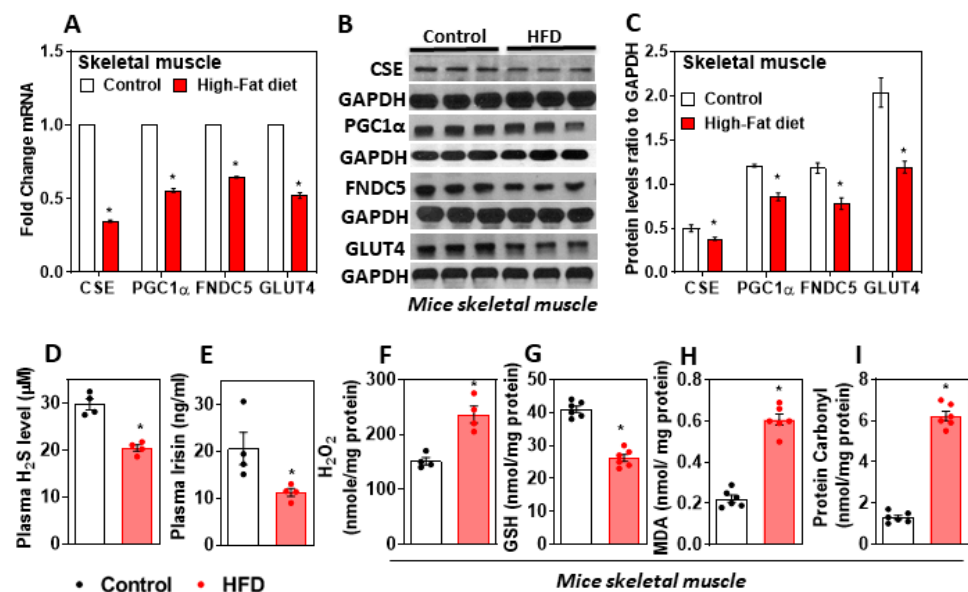 A
Fold Change mRNA
1.5
1.0
0.5
0.0
Skeletal muscle
Control
High-Fat diet
*
*
*
*
CSE
PGC1α
FNDC5
GLUT4
B
Control
HFD
CSE
GAPDH
PGC1α
GAPDH
FNDC5
GAPDH
GLUT4
GAPDH
Mice skeletal muscle
C
Protein levels ratio to GAPDH
2.5
2.0
1.5
1.0
0.5
0.0
Skeletal muscle
Control
High-Fat diet
*
*
*
*
CSE
PGC1α
FNDC5
GLUT4
D
Plasma H₂S level (μM)
40
30
20
10
0
*
E
Plasma Irisin (ng/ml)
40
30
20
10
0
*
F
H₂O₂
(nmole/mg protein)
300
200
100
0
*
G
GSH (nmol/mg protein)
60
40
20
0
*
H
MDA (nmol/ mg protein)
0.6
0.4
0.2
0.0
*
I
Protein Carbonyl
(nmol/mg protein)
8
6
4
2
0
*
Control
HFD
Mice skeletal muscle